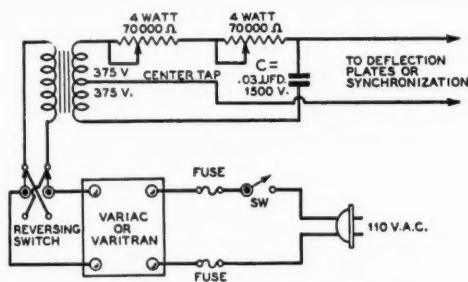 4 WATT
70000 Ω
4 WATT
70000 Ω
375 V.
CENTER TAP
375 V.
C=
.03 µFD.
1500 V.
TO DEFLECTION
PLATES OR
SYNCHRONIZATION
REVERSING
SWITCH
VARIAC
OR
VARITRAN
FUSE
SW
FUSE
110 V.A.C.